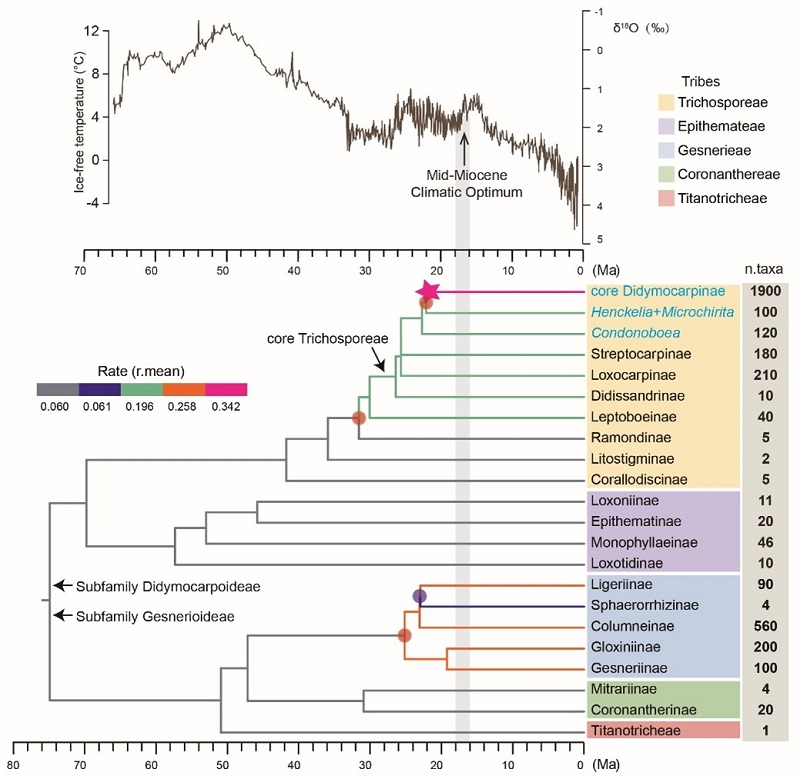 -1
12
8
4
0
-4
Ice-free temperature (°C)
0
1
2
3
4
5
δ¹⁸O (‰)
Mid-Miocene
Climatic Optimum
Tribes
Trichosporeae
Epithemateae
Gesnerieae
Coronanthereae
Titanotricheae
70 60 50 40 30 20 10 0 (Ma)
n.taxa
core Didymocarpinae 1900
Henckelia+Microchirita 100
Condonoboea 120
Streptocarpinae 180
Loxocarpinae 210
Didissandrinae 10
Leptoboeinae 40
Ramondinae 5
Litostigminae 2
Corallodiscinae 5
Loxoniinae 11
Epithematinae 20
Monophyllaeinae 46
Loxotidinae 10
Ligeriinae 90
Sphaerorrhizinae 4
Columneinae 560
Gloxiniinae 200
Gesneriinae 100
Mitrariinae 4
Coronantherinae 20
Titanotricheae 1
core Trichosporeae
Rate (r.mean)
0.060 0.061 0.196 0.258 0.342
Subfamily Didymocarpoideae
Subfamily Gesnerioideae
80 70 60 50 40 30 20 10 0 (Ma)